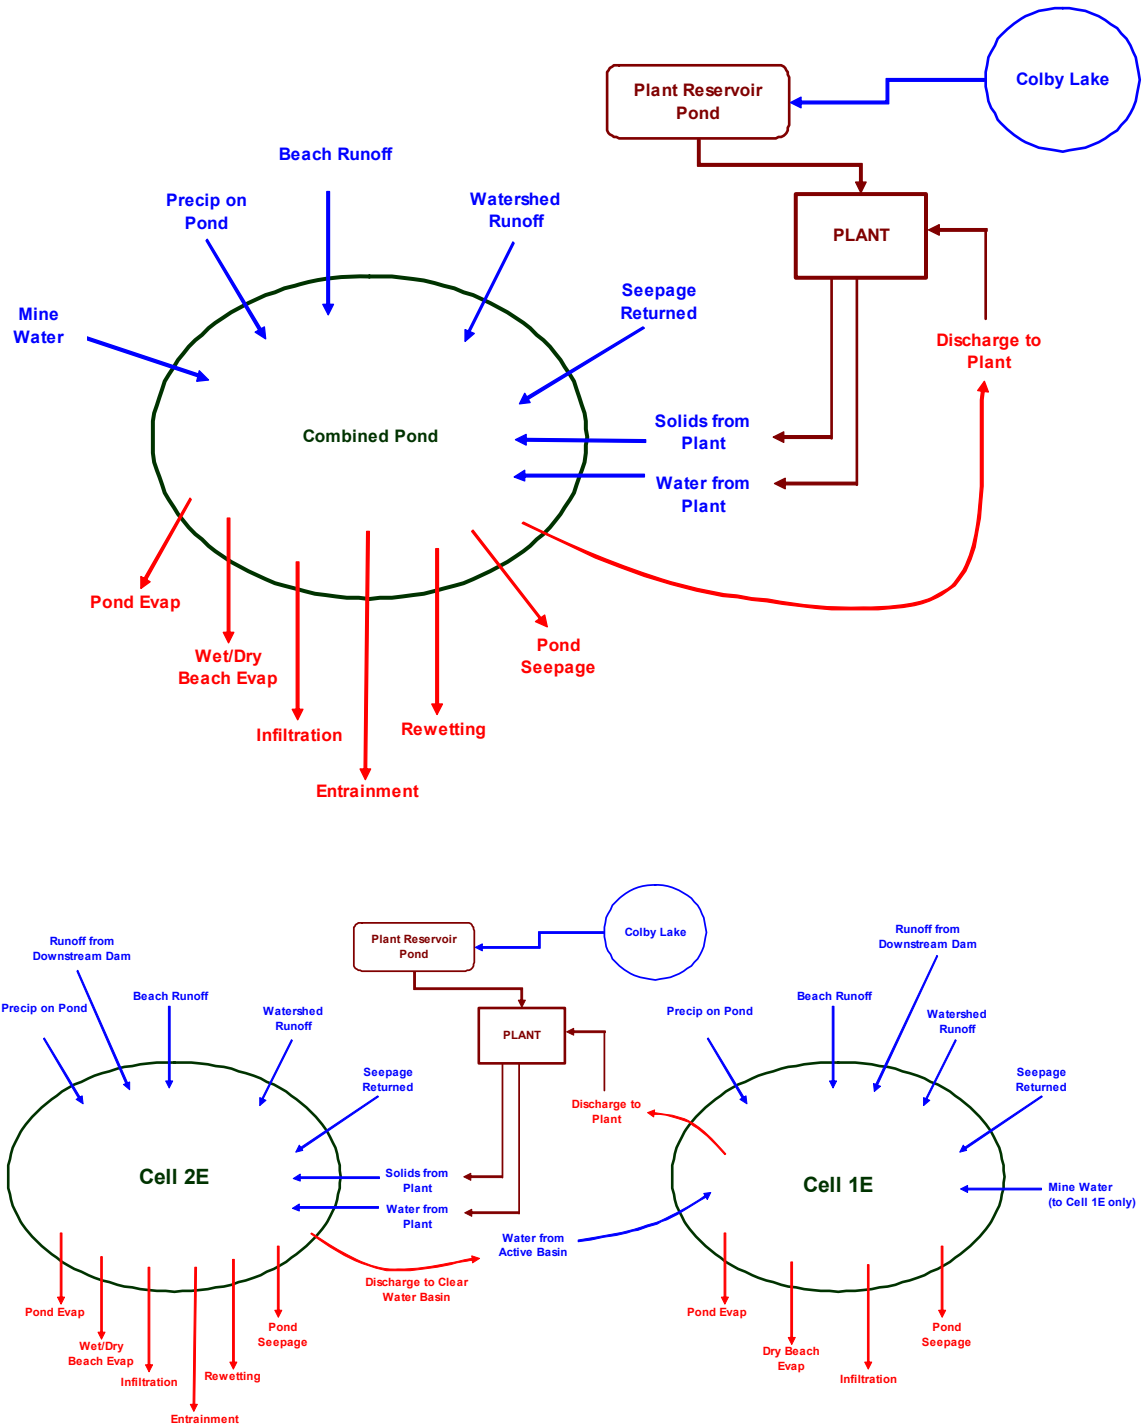 Colby Lake
Plant Reservoir
Pond
Beach Runoff
Precip on
Pond
Watershed
Runoff
PLANT
Seepage
Returned
Mine
Water
Discharge to
Plant
Solids from
Plant
Combined Pond
Water from
Plant
Pond Evap
Pond
Seepage
Wet/Dry
Beach Evap
Infiltration
Rewetting
Entrainment
Runoff from
Downstream Dam
Plant Reservoir
Pond
Colby Lake
Runoff from
Downstream Dam
Precip on Pond
Beach Runoff
Watershed
Runoff
PLANT
Precip on Pond
Beach Runoff
Watershed
Runoff
Seepage
Returned
Discharge to
Plant
Seepage
Returned
Cell 2E
Solids from
Plant
Water from
Plant
Cell 1E
Mine Water
(to Cell 1E only)
Water from
Active Basin
Discharge to Clear
Water Basin
Pond Evap
Wet/Dry
Beach Evap
Infiltration
Entrainment
Rewetting
Pond
Seepage
Pond Evap
Dry Beach
Evap
Infiltration
Pond
Seepage